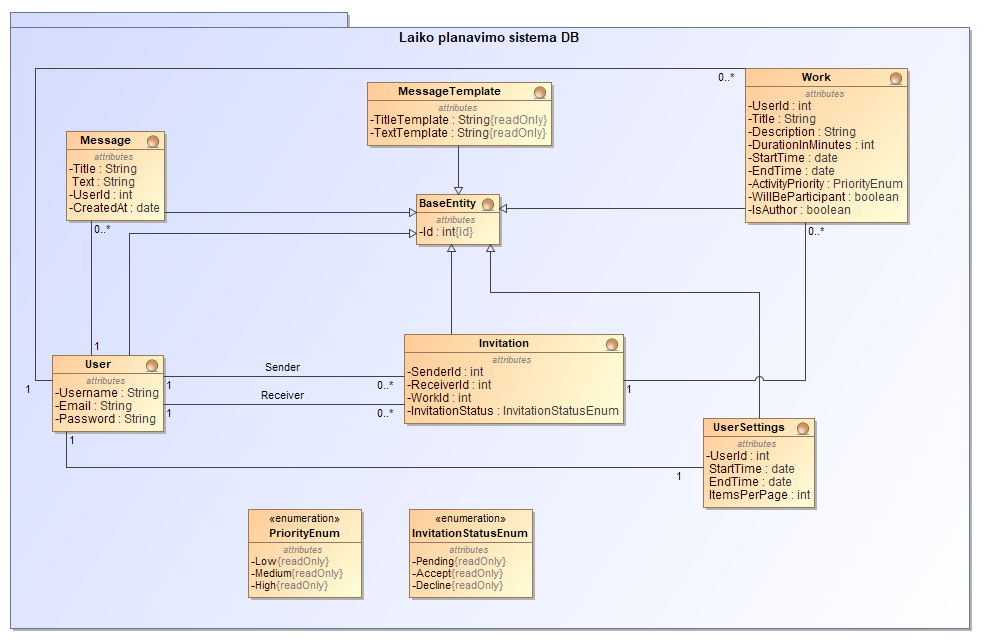 Laiko planavimo sistema DB
0..*
Work
attributes
-UserId : int
-Title : String
-Description : String
-DurationInMinutes : int
-StartTime : date
-EndTime : date
-ActivityPriority : PriorityEnum
-WillBeParticipant : boolean
-IsAuthor : boolean
0..*
MessageTemplate
attributes
-TitleTemplate : String{readOnly}
-TextTemplate : String{readOnly}
Message
attributes
-Title : String
Text : String
-UserId : int
-CreatedAt : date
0..*
BaseEntity
attributes
-Id : int{id}
1
User
attributes
-Username : String
-Email : String
-Password : String
1
1
1
1
Sender
0..*
Receiver
0..*
Invitation
attributes
-SenderId : int
-ReceiverId : int
-WorkId : int
-InvitationStatus : InvitationStatusEnum
1
UserSettings
attributes
-UserId : int
StartTime : date
EndTime : date
ItemsPerPage : int
1
«enumeration»
PriorityEnum
attributes
-Low{readOnly}
-Medium{readOnly}
-High{readOnly}
«enumeration»
InvitationStatusEnum
attributes
-Pending{readOnly}
-Accept{readOnly}
-Decline{readOnly}